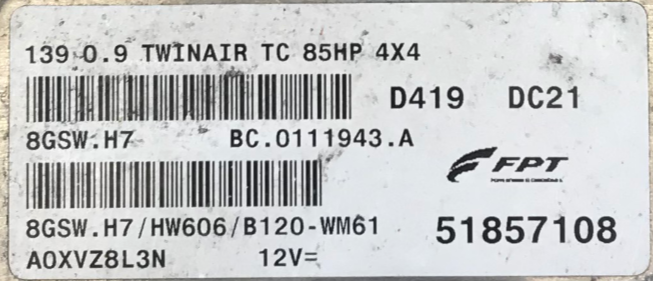 139 0.9 TWINAIR TC 85HP 4X4
D419 DC21
8GSW.H7 BC.0111943.A
FPT
8GSW.H7/HW606/B120-WM61
51857108
A0XVZ8L3N 12V=